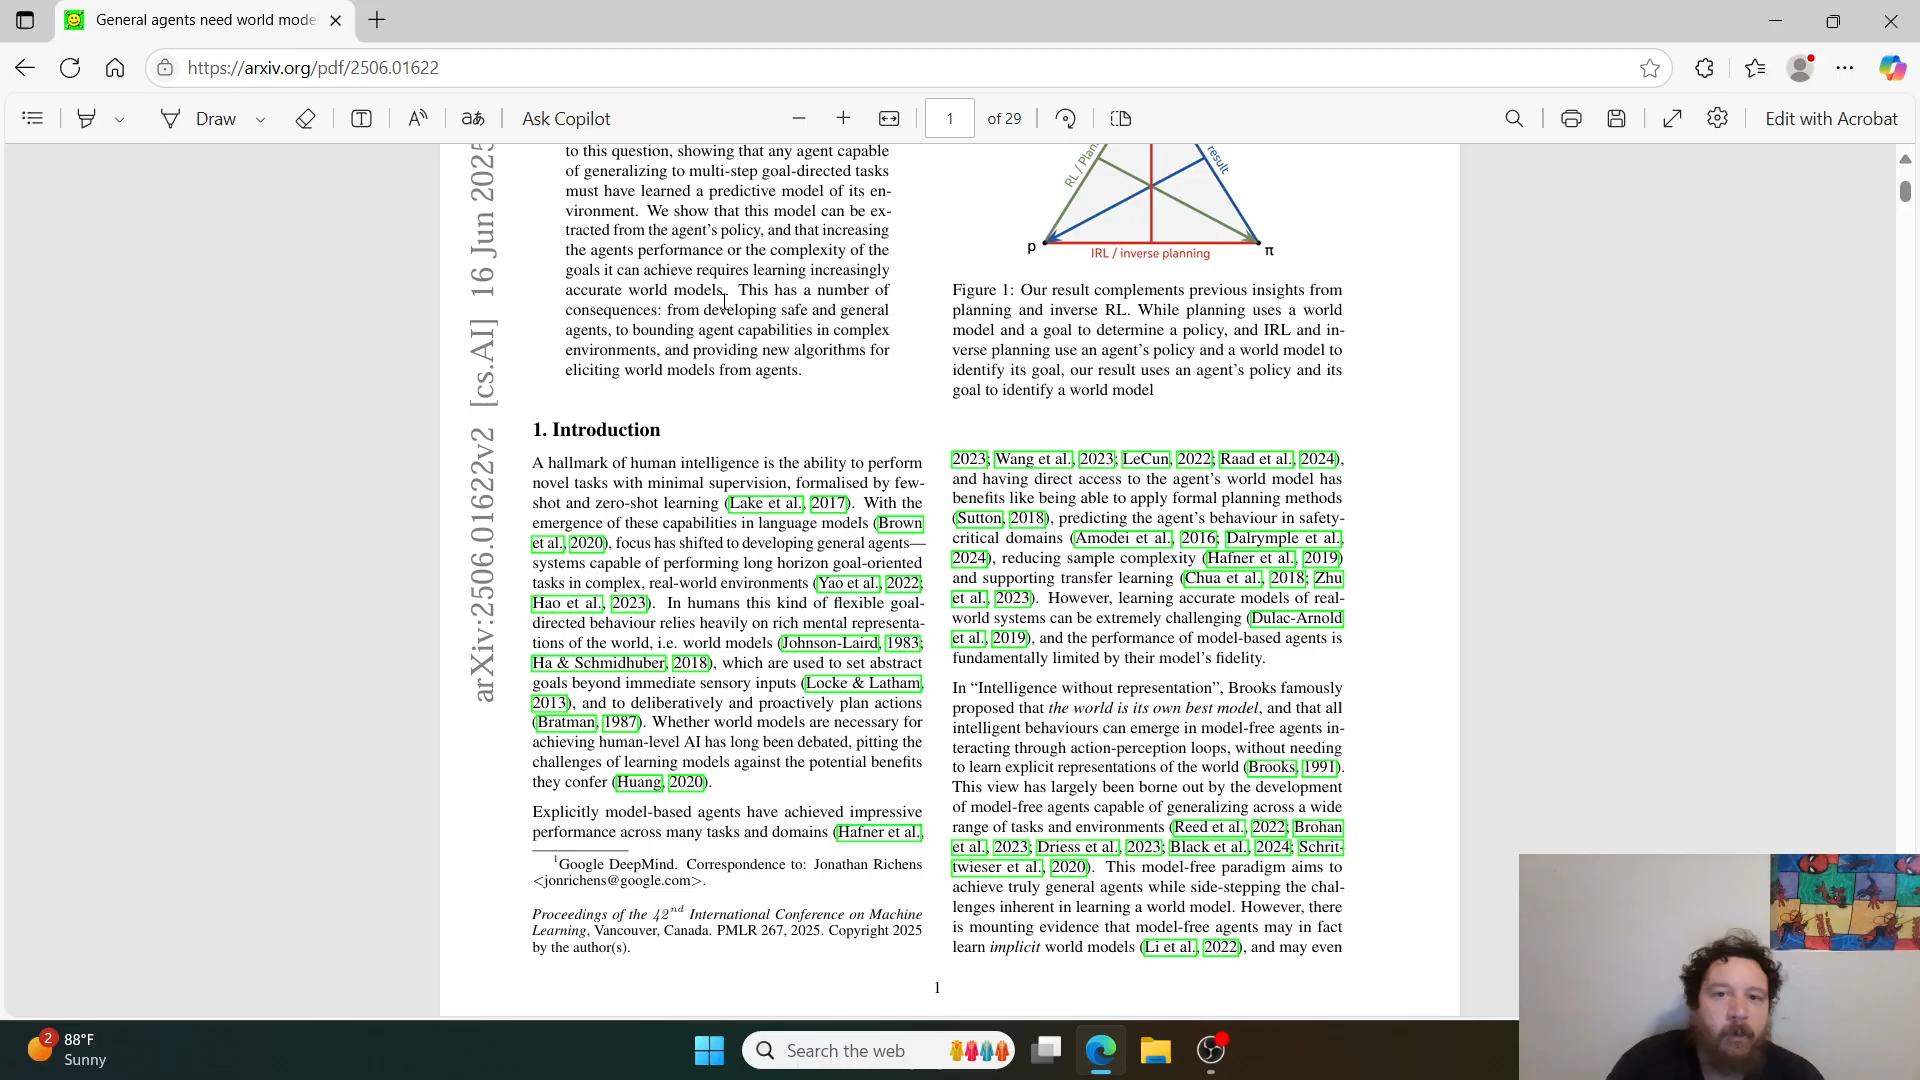 General agents need world mode
https://arxiv.org/pdf/2506.01622
Draw
Ask Copilot
1
of 29
Edit with Acrobat
arXiv:2506.01622v2 [cs.AI] 16 Jun 2025
to this question, showing that any agent capable
of generalizing to multi-step goal-directed tasks
must have learned a predictive model of its en-
vironment. We show that this model can be ex-
tracted from the agent's policy, and that increasing
the agents performance or the complexity of the
goals it can achieve requires learning increasingly
accurate world models. This has a number of
consequences: from developing safe and general
agents, to bounding agent capabilities in complex
environments, and providing new algorithms for
eliciting world models from agents.
1. Introduction
A hallmark of human intelligence is the ability to perform
novel tasks with minimal supervision, formalised by few-
shot and zero-shot learning (Lake et al., 2017). With the
emergence of these capabilities in language models (Brown
et al., 2020), focus has shifted to developing general agents—
systems capable of performing long horizon goal-oriented
tasks in complex, real-world environments (Yao et al., 2022;
Hao et al., 2023). In humans this kind of flexible goal-
directed behaviour relies heavily on rich mental representa-
tions of the world, i.e. world models (Johnson-Laird, 1983;
Ha & Schmidhuber, 2018), which are used to set abstract
goals beyond immediate sensory inputs (Locke & Latham,
2013), and to deliberatively and proactively plan actions
(Bratman, 1987). Whether world models are necessary for
achieving human-level AI has long been debated, pitting the
challenges of learning models against the potential benefits
they confer (Huang, 2020).
Explicitly model-based agents have achieved impressive
performance across many tasks and domains (Hafner et al.,
1Google DeepMind. Correspondence to: Jonathan Richens
<jonrichens@google.com>.
Proceedings of the 42nd International Conference on Machine
Learning, Vancouver, Canada. PMLR 267, 2025. Copyright 2025
by the author(s).
RL / Plan
result
p
π
IRL / inverse planning
Figure 1: Our result complements previous insights from
planning and inverse RL. While planning uses a world
model and a goal to determine a policy, and IRL and in-
verse planning use an agent's policy and a world model to
identify its goal, our result uses an agent's policy and its
goal to identify a world model
2023; Wang et al., 2023; LeCun, 2022; Raad et al., 2024),
and having direct access to the agent's world model has
benefits like being able to apply formal planning methods
(Sutton, 2018), predicting the agent's behaviour in safety-
critical domains (Amodei et al., 2016; Dalrymple et al.,
2024), reducing sample complexity (Hafner et al., 2019)
and supporting transfer learning (Chua et al., 2018; Zhu
et al., 2023). However, learning accurate models of real-
world systems can be extremely challenging (Dulac-Arnold
et al., 2019), and the performance of model-based agents is
fundamentally limited by their model's fidelity.
In “Intelligence without representation”, Brooks famously
proposed that the world is its own best model, and that all
intelligent behaviours can emerge in model-free agents in-
teracting through action-perception loops, without needing
to learn explicit representations of the world (Brooks, 1991).
This view has largely been borne out by the development
of model-free agents capable of generalizing across a wide
range of tasks and environments (Reed et al., 2022; Brohan
et al., 2023; Driess et al., 2023; Black et al., 2024; Schrit-
twieser et al., 2020). This model-free paradigm aims to
achieve truly general agents while side-stepping the chal-
lenges inherent in learning a world model. However, there
is mounting evidence that model-free agents may in fact
learn implicit world models (Li et al., 2022), and may even
1
2
88°F
Sunny
Search the web